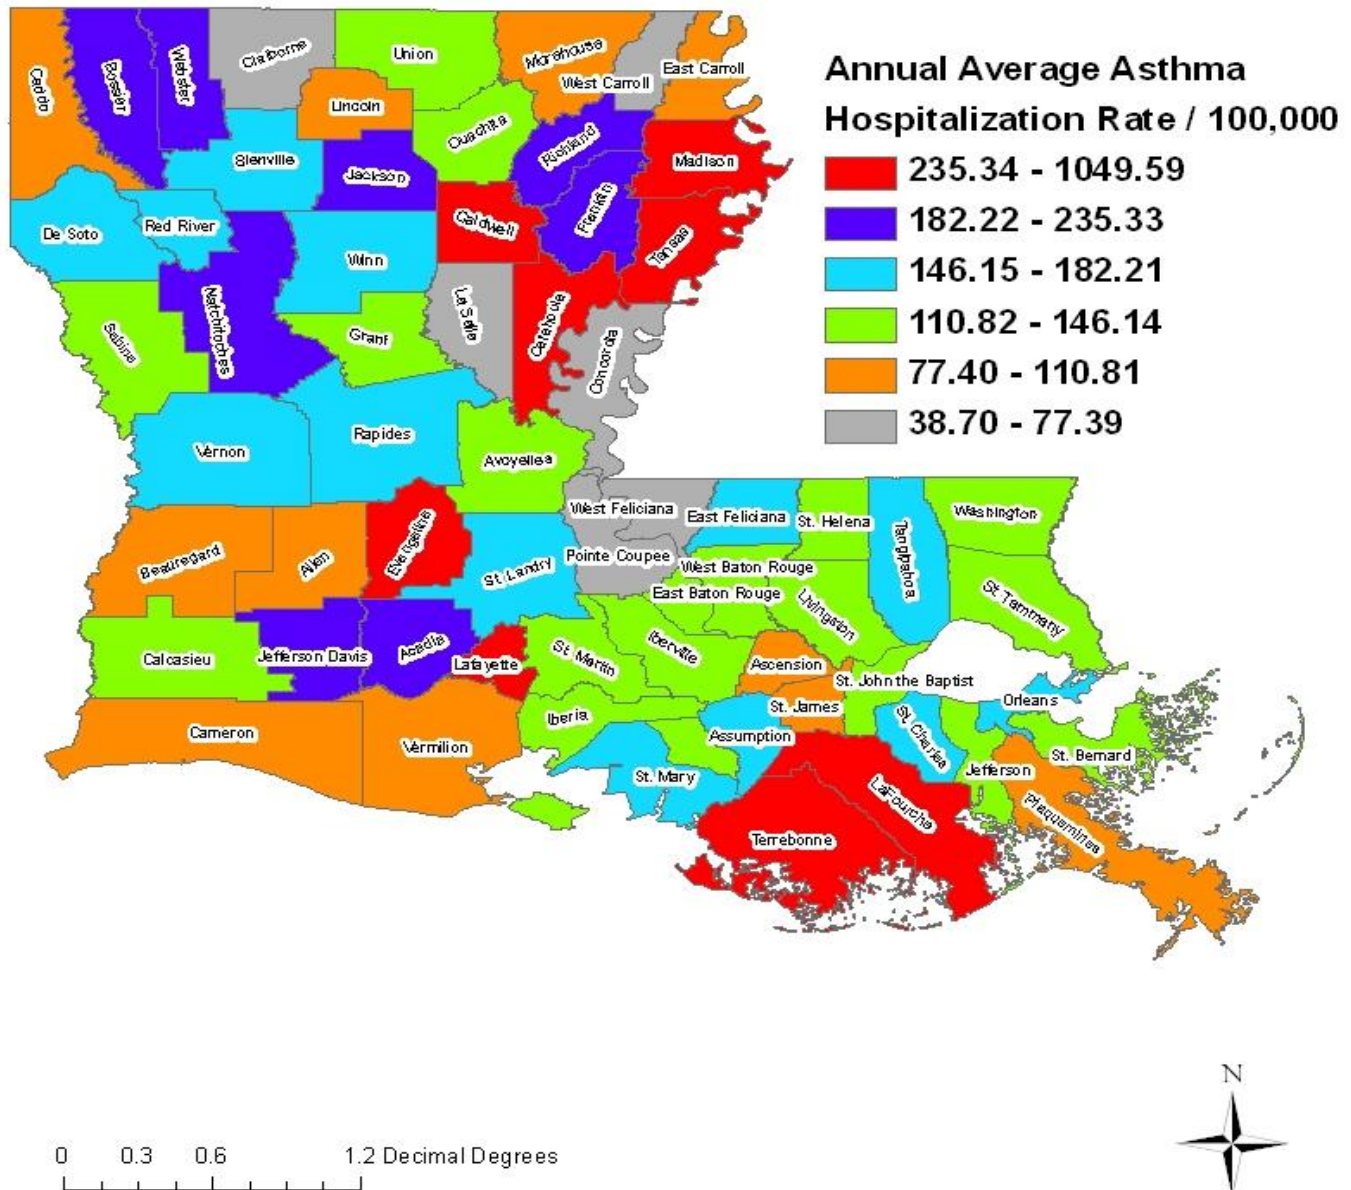 Annual Average Asthma
Hospitalization Rate / 100,000
235.34 - 1049.59
182.22 - 235.33
146.15 - 182.21
110.82 - 146.14
77.40 - 110.81
38.70 - 77.39
Caddo
Bossier
Webster
Claiborne
Union
Morehouse
West Carroll
East Carroll
Lincoln
Ouachita
Richland
Madison
Bienville
Jackson
Franklin
Tensas
Caldwell
De Soto
Red River
Winn
Natchitoches
Sabine
Grant
La Salle
Catahoula
Concordia
Vernon
Rapides
Avoyelles
West Feliciana
East Feliciana
St. Helena
Tangipahoa
Washington
Pointe Coupee
West Baton Rouge
East Baton Rouge
Livingston
St. Tammany
Beauregard
Allen
Evangeline
St. Landry
Calcasieu
Jefferson Davis
Acadia
Lafayette
St. Martin
Iberville
Ascension
St. John the Baptist
Orleans
St. James
Iberia
Assumption
St. Charles
Cameron
Vermilion
St. Mary
Jefferson
St. Bernard
Plaquemines
LaFourche
Terrebonne
N
0 0.3 0.6 1.2 Decimal Degrees